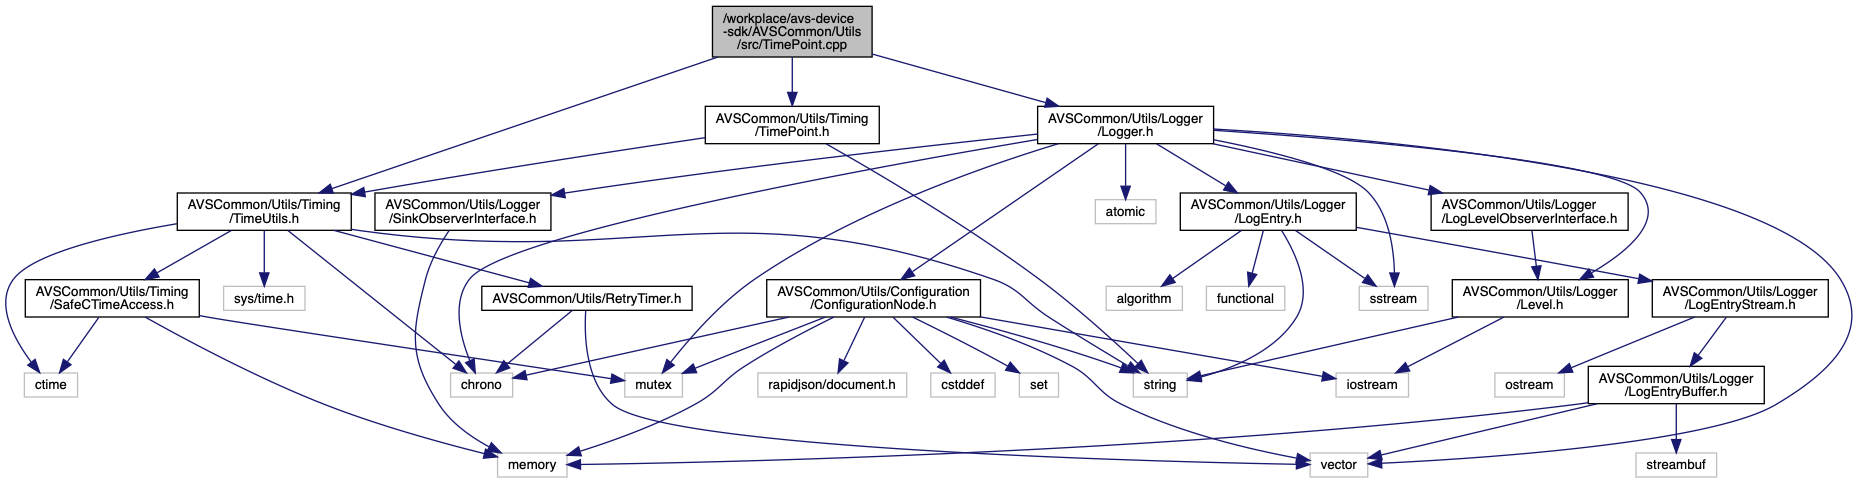 /workplace/avs-device
-sdk/AVSCommon/Utils
/src/TimePoint.cpp
AVSCommon/Utils/Timing
/TimePoint.h
AVSCommon/Utils/Logger
/Logger.h
AVSCommon/Utils/Timing
/TimeUtils.h
AVSCommon/Utils/Logger
/SinkObserverInterface.h
atomic
AVSCommon/Utils/Logger
/LogEntry.h
AVSCommon/Utils/Logger
/LogLevelObserverInterface.h
AVSCommon/Utils/Timing
/SafeCTimeAccess.h
sys/time.h
AVSCommon/Utils/RetryTimer.h
AVSCommon/Utils/Configuration
/ConfigurationNode.h
algorithm
functional
sstream
AVSCommon/Utils/Logger
/Level.h
AVSCommon/Utils/Logger
/LogEntryStream.h
ctime
chrono
mutex
rapidjson/document.h
cstddef
set
string
iostream
ostream
AVSCommon/Utils/Logger
/LogEntryBuffer.h
memory
vector
streambuf